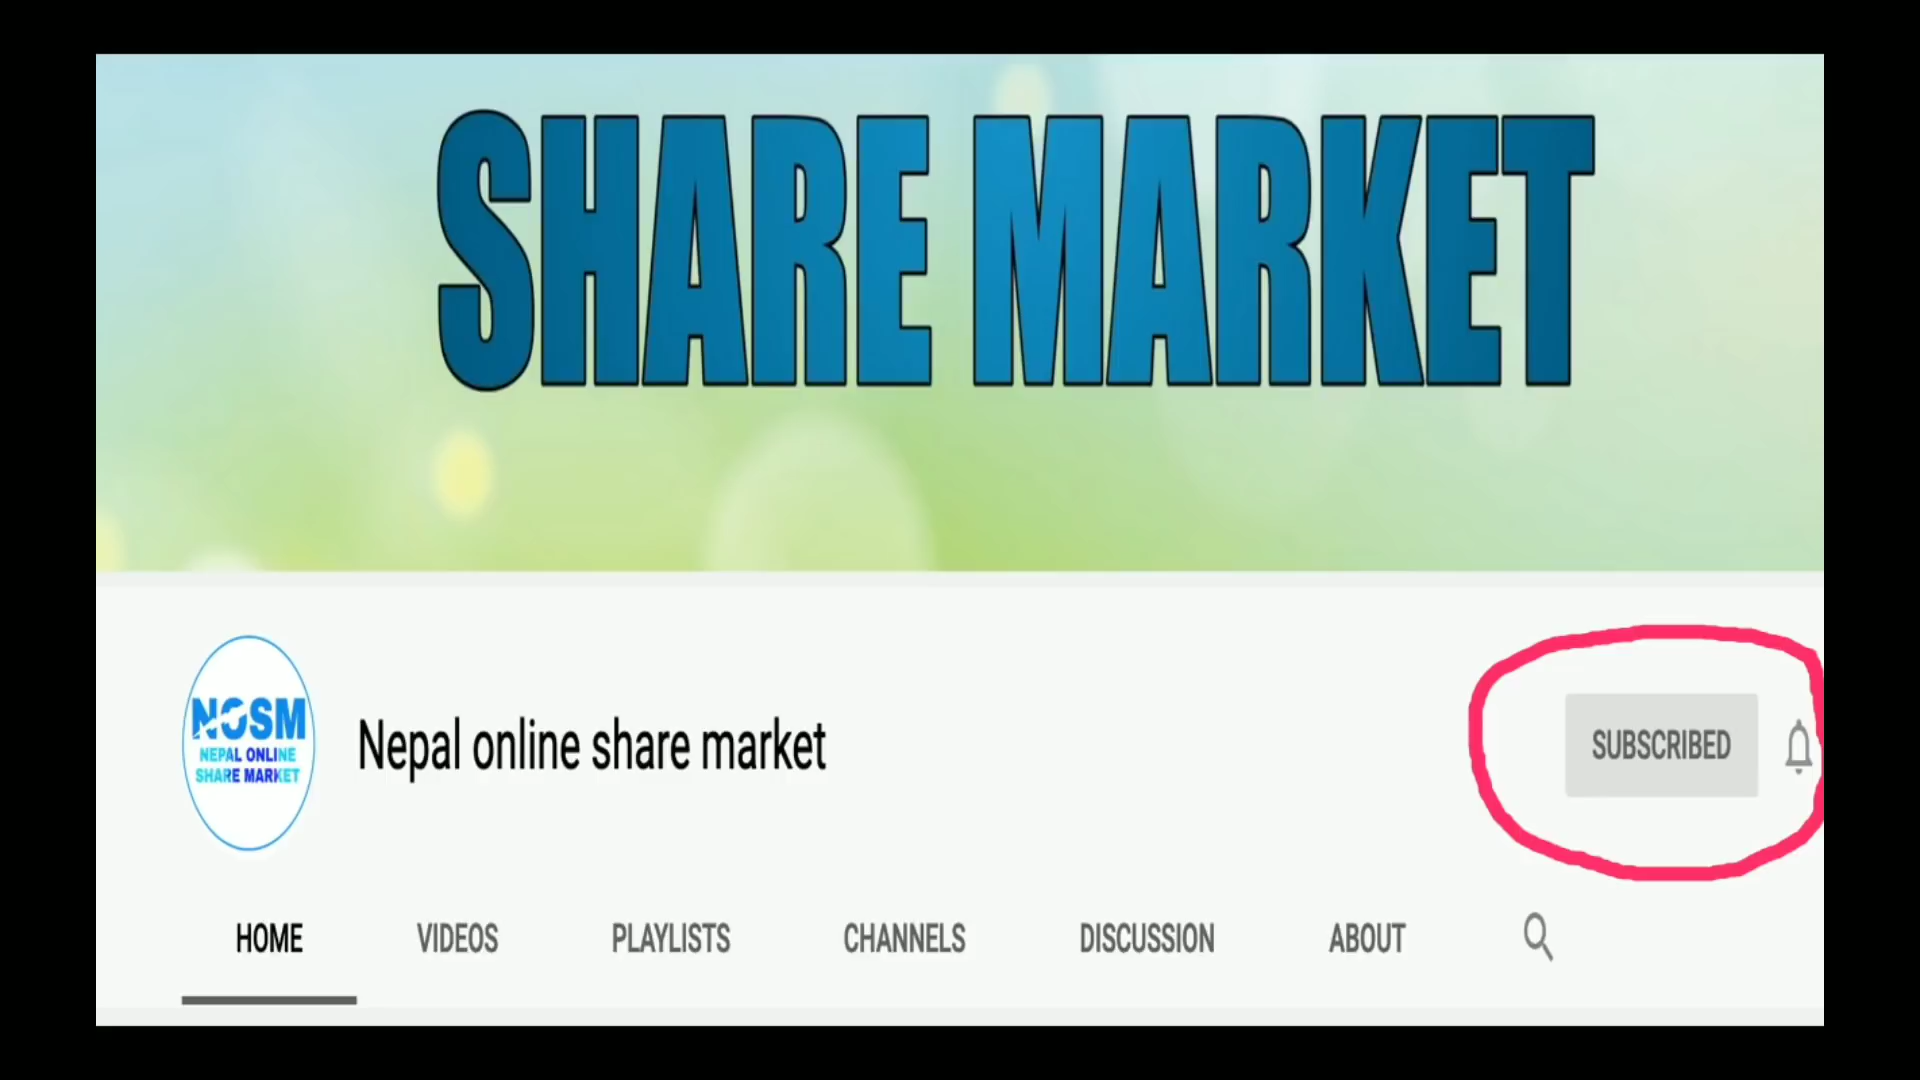 SHARE MARKET
NOSM
NEPAL ONLINE
SHARE MARKET
Nepal online share market
SUBSCRIBED
HOME VIDEOS PLAYLISTS CHANNELS DISCUSSION ABOUT